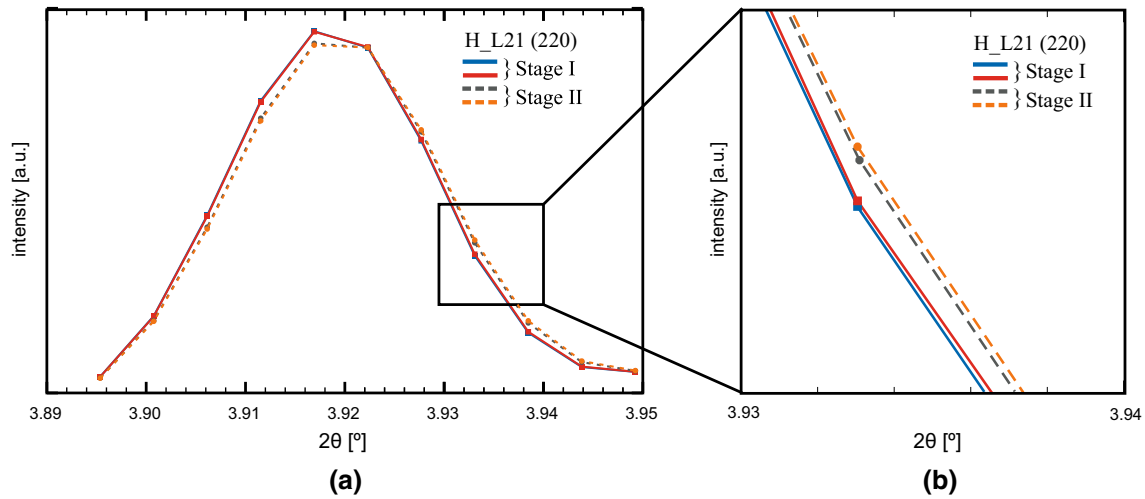 H_L21 (220)
} Stage I
} Stage II
intensity [a.u.]
3.89 3.90 3.91 3.92 3.93 3.94 3.95
2θ [º]
(a)
H_L21 (220)
} Stage I
} Stage II
intensity [a.u.]
3.93 3.94
2θ [º]
(b)